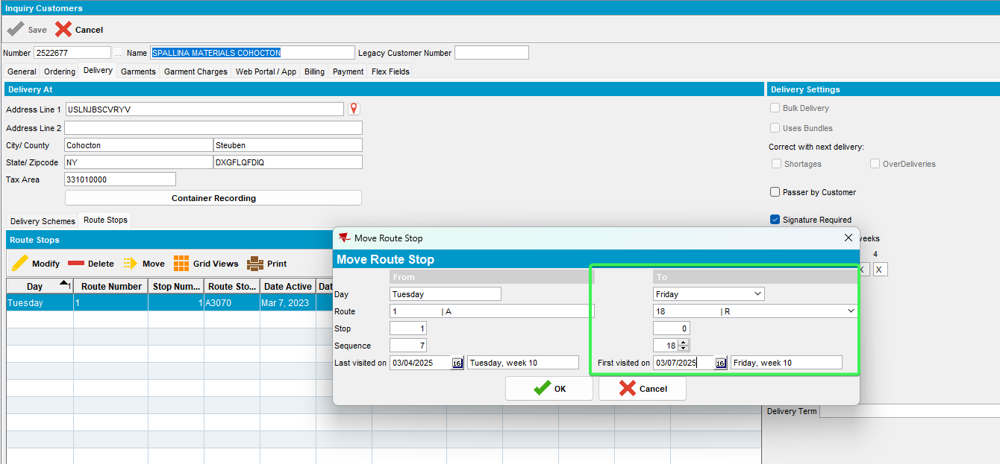 Inquiry Customers
Save Cancel
Number 2522677 ... Name SPALLINA MATERIALS COHOCTON Legacy Customer Number
General Ordering Delivery Garments Garment Charges Web Portal / App Billing Payment Flex Fields
Delivery At Delivery Settings
Address Line 1 USLNJBSCVRYV Bulk Delivery
Address Line 2 Uses Bundles
City/ County Cohocton Steuben Correct with next delivery:
State/ Zipcode NY DXGFLQFDIQ Shortages OverDeliveries
Tax Area 331010000
Container Recording Passer by Customer
Delivery Schemes Route Stops Signature Required
Route Stops Move Route Stop
Modify Delete Move Grid Views Print Move Route Stop 4
X
From To
Day 1 Route Number Stop Num... Route Sto... Date Active Dat
Tuesday 1 1 A3070 Mar 7, 2023
Day Tuesday Friday
Route 1 | A 18 | R
Stop 1 0
Sequence 7 18
Last visited on 03/04/2025 16 Tuesday, week 10 First visited on 03/07/2025 16 Friday, week 10
OK Cancel
Delivery Term